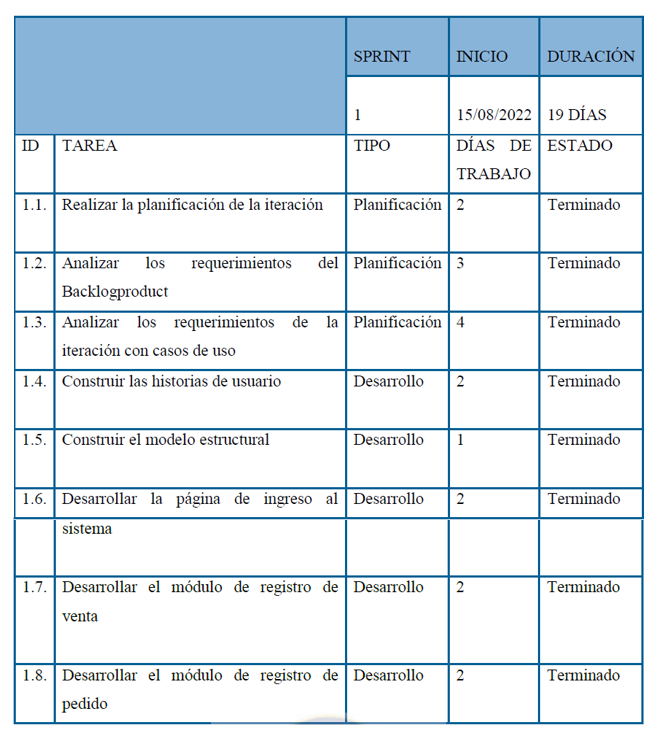 SPRINT INICIO DURACIÓN
1 15/08/2022 19 DÍAS
ID TAREA TIPO DÍAS DE ESTADO
TRABAJO
1.1. Realizar la planificación de la iteración Planificación 2 Terminado
1.2. Analizar los requerimientos del Planificación 3 Terminado
Backlogproduct
1.3. Analizar los requerimientos de la Planificación 4 Terminado
iteración con casos de uso
1.4. Construir las historias de usuario Desarrollo 2 Terminado
1.5. Construir el modelo estructural Desarrollo 1 Terminado
1.6. Desarrollar la página de ingreso al Desarrollo 2 Terminado
sistema
1.7. Desarrollar el módulo de registro de Desarrollo 2 Terminado
venta
1.8. Desarrollar el módulo de registro de Desarrollo 2 Terminado
pedido